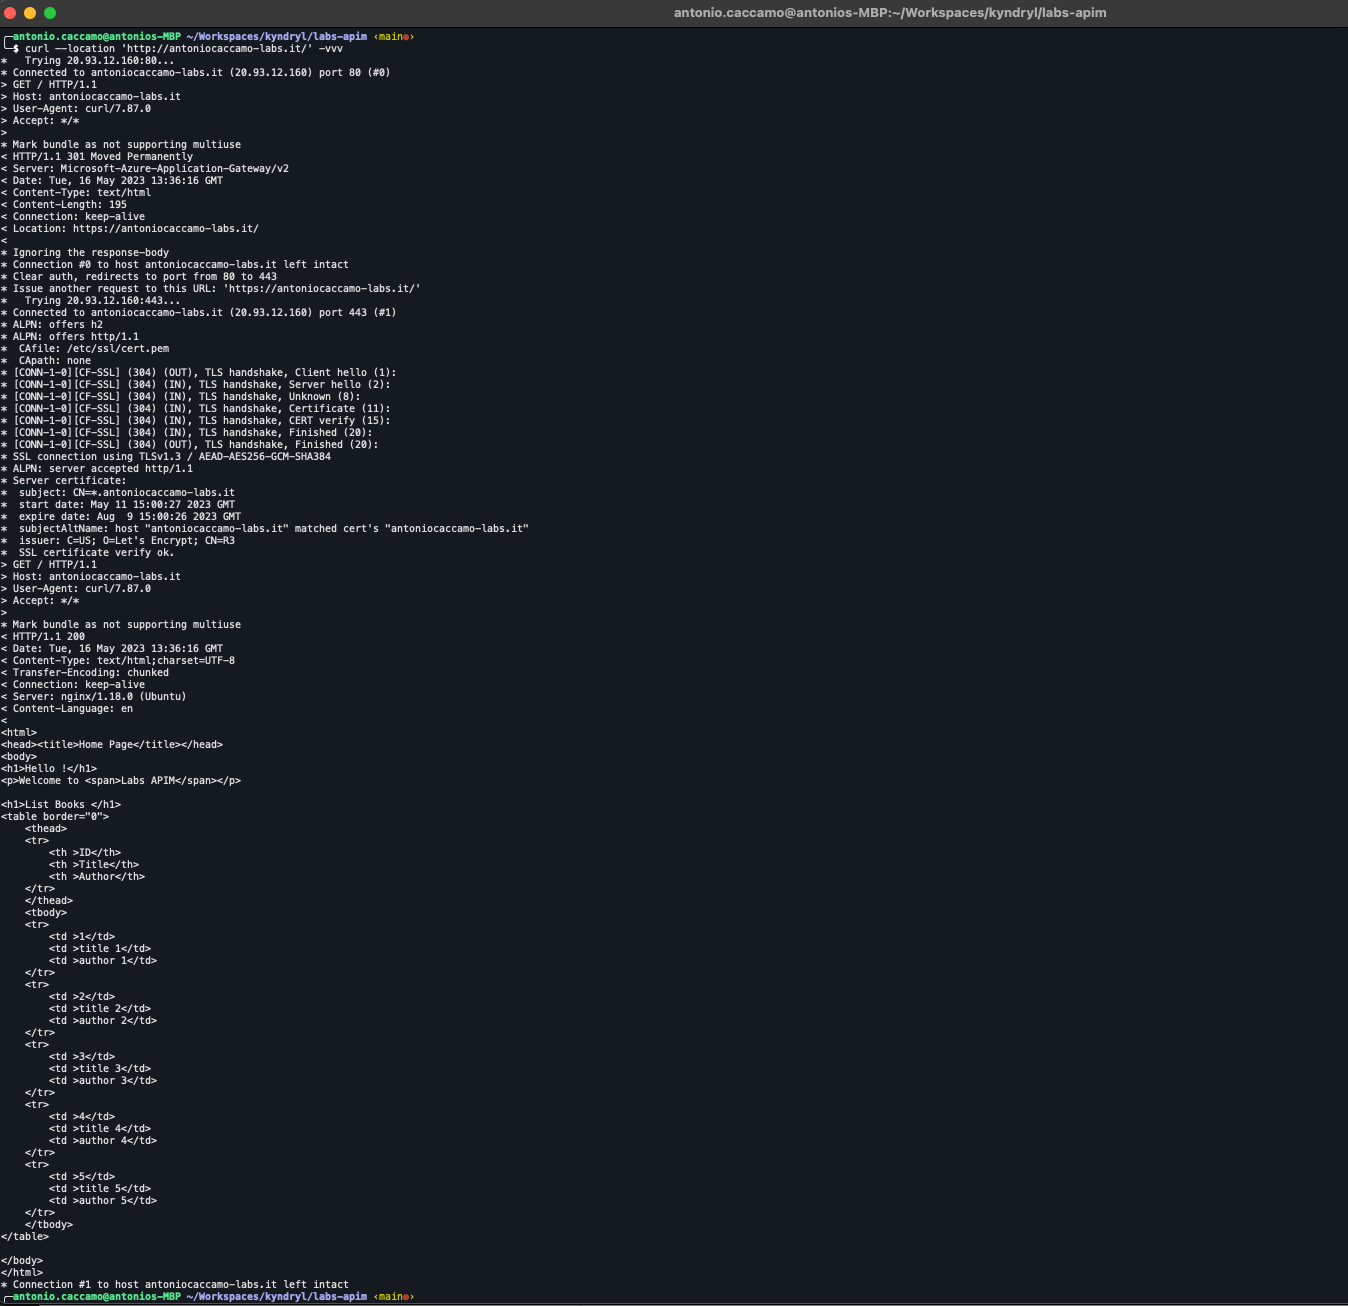 antonio.caccamo@antonios-MBP:~/Workspaces/kyndryl/labs-apim
antonio.caccamo@antonios-MBP ~/Workspaces/kyndryl/labs-apim ‹main●›
$ curl --location 'http://antoniocaccamo-labs.it/' -vvv
*   Trying 20.93.12.160:80...
* Connected to antoniocaccamo-labs.it (20.93.12.160) port 80 (#0)
> GET / HTTP/1.1
> Host: antoniocaccamo-labs.it
> User-Agent: curl/7.87.0
> Accept: */*
>
* Mark bundle as not supporting multiuse
< HTTP/1.1 301 Moved Permanently
< Server: Microsoft-Azure-Application-Gateway/v2
< Date: Tue, 16 May 2023 13:36:16 GMT
< Content-Type: text/html
< Content-Length: 195
< Connection: keep-alive
< Location: https://antoniocaccamo-labs.it/
<
* Ignoring the response-body
* Connection #0 to host antoniocaccamo-labs.it left intact
* Clear auth, redirects to port from 80 to 443
* Issue another request to this URL: 'https://antoniocaccamo-labs.it/'
*   Trying 20.93.12.160:443...
* Connected to antoniocaccamo-labs.it (20.93.12.160) port 443 (#1)
* ALPN: offers h2
* ALPN: offers http/1.1
*  CAfile: /etc/ssl/cert.pem
*  CApath: none
* [CONN-1-0][CF-SSL] (304) (OUT), TLS handshake, Client hello (1):
* [CONN-1-0][CF-SSL] (304) (IN), TLS handshake, Server hello (2):
* [CONN-1-0][CF-SSL] (304) (IN), TLS handshake, Unknown (8):
* [CONN-1-0][CF-SSL] (304) (IN), TLS handshake, Certificate (11):
* [CONN-1-0][CF-SSL] (304) (IN), TLS handshake, CERT verify (15):
* [CONN-1-0][CF-SSL] (304) (IN), TLS handshake, Finished (20):
* [CONN-1-0][CF-SSL] (304) (OUT), TLS handshake, Finished (20):
* SSL connection using TLSv1.3 / AEAD-AES256-GCM-SHA384
* ALPN: server accepted http/1.1
* Server certificate:
*  subject: CN=*.antoniocaccamo-labs.it
*  start date: May 11 15:00:27 2023 GMT
*  expire date: Aug  9 15:00:26 2023 GMT
*  subjectAltName: host "antoniocaccamo-labs.it" matched cert's "antoniocaccamo-labs.it"
*  issuer: C=US; O=Let's Encrypt; CN=R3
*  SSL certificate verify ok.
> GET / HTTP/1.1
> Host: antoniocaccamo-labs.it
> User-Agent: curl/7.87.0
> Accept: */*
>
* Mark bundle as not supporting multiuse
< HTTP/1.1 200
< Date: Tue, 16 May 2023 13:36:16 GMT
< Content-Type: text/html;charset=UTF-8
< Transfer-Encoding: chunked
< Connection: keep-alive
< Server: nginx/1.18.0 (Ubuntu)
< Content-Language: en
<
<html>
<head><title>Home Page</title></head>
<body>
<h1>Hello !</h1>
<p>Welcome to <span>Labs APIM</span></p>

<h1>List Books </h1>
<table border="0">
    <thead>
    <tr>
        <th >ID</th>
        <th >Title</th>
        <th >Author</th>
    </tr>
    </thead>
    <tbody>
    <tr>
        <td >1</td>
        <td >title 1</td>
        <td >author 1</td>
    </tr>
    <tr>
        <td >2</td>
        <td >title 2</td>
        <td >author 2</td>
    </tr>
    <tr>
        <td >3</td>
        <td >title 3</td>
        <td >author 3</td>
    </tr>
    <tr>
        <td >4</td>
        <td >title 4</td>
        <td >author 4</td>
    </tr>
    <tr>
        <td >5</td>
        <td >title 5</td>
        <td >author 5</td>
    </tr>
    </tbody>
</table>

</body>
</html>
* Connection #1 to host antoniocaccamo-labs.it left intact
antonio.caccamo@antonios-MBP ~/Workspaces/kyndryl/labs-apim ‹main●›